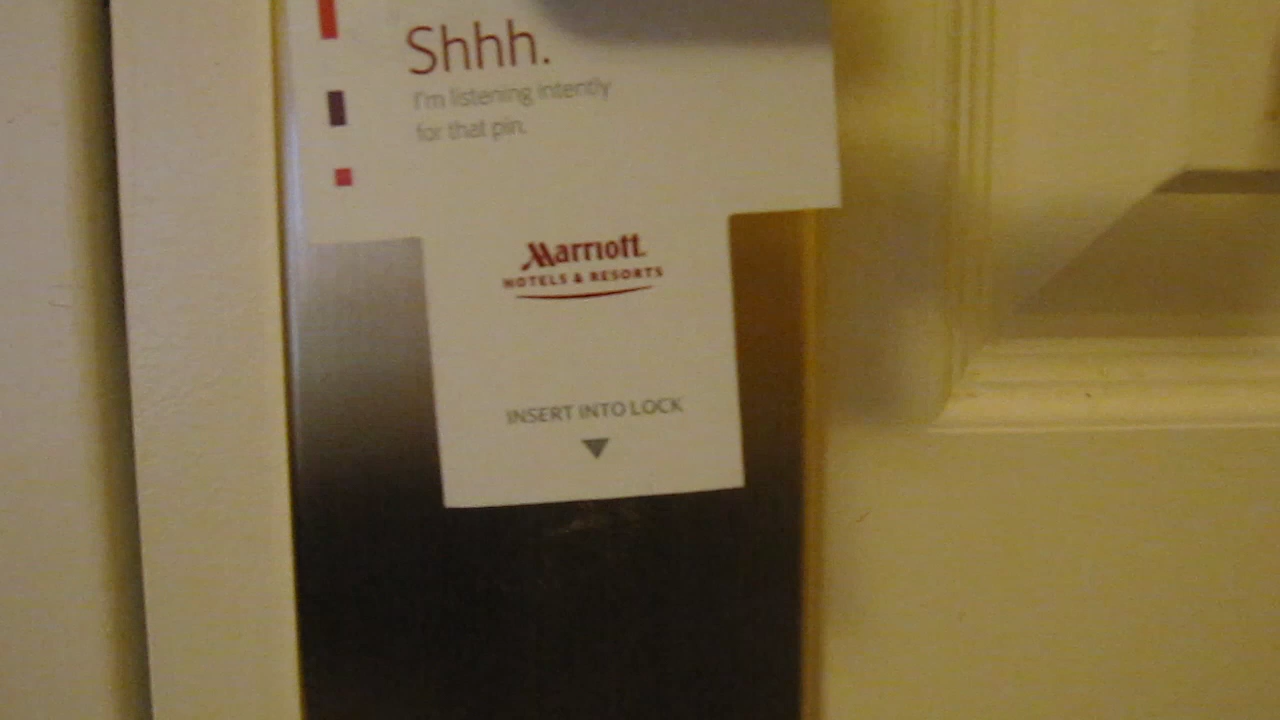 Shhh.
I'm listening intently
for that pin.
Marriott
HOTELS & RESORTS
INSERT INTO LOCK